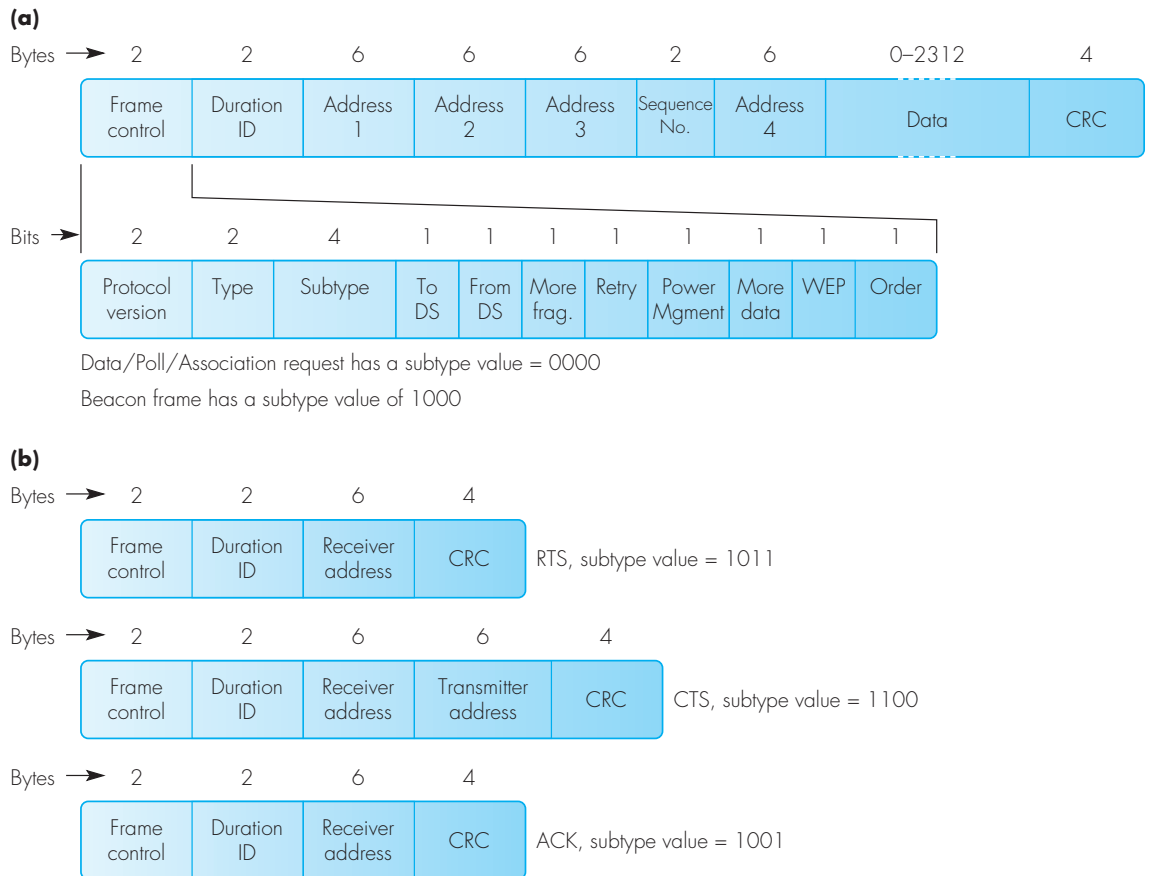 (a)
Bytes 2 2 6 6 6 2 6 0–2312 4
Frame control Duration ID Address 1 Address 2 Address 3 Sequence No. Address 4 Data CRC
Bits 2 2 4 1 1 1 1 1 1 1 1
Protocol version Type Subtype To DS From DS More frag. Retry Power Mgment More data WEP Order
Data/Poll/Association request has a subtype value = 0000
Beacon frame has a subtype value of 1000
(b)
Bytes 2 2 6 4
Frame control Duration ID Receiver address CRC RTS, subtype value = 1011
Bytes 2 2 6 6 4
Frame control Duration ID Receiver address Transmitter address CRC CTS, subtype value = 1100
Bytes 2 2 6 4
Frame control Duration ID Receiver address CRC ACK, subtype value = 1001